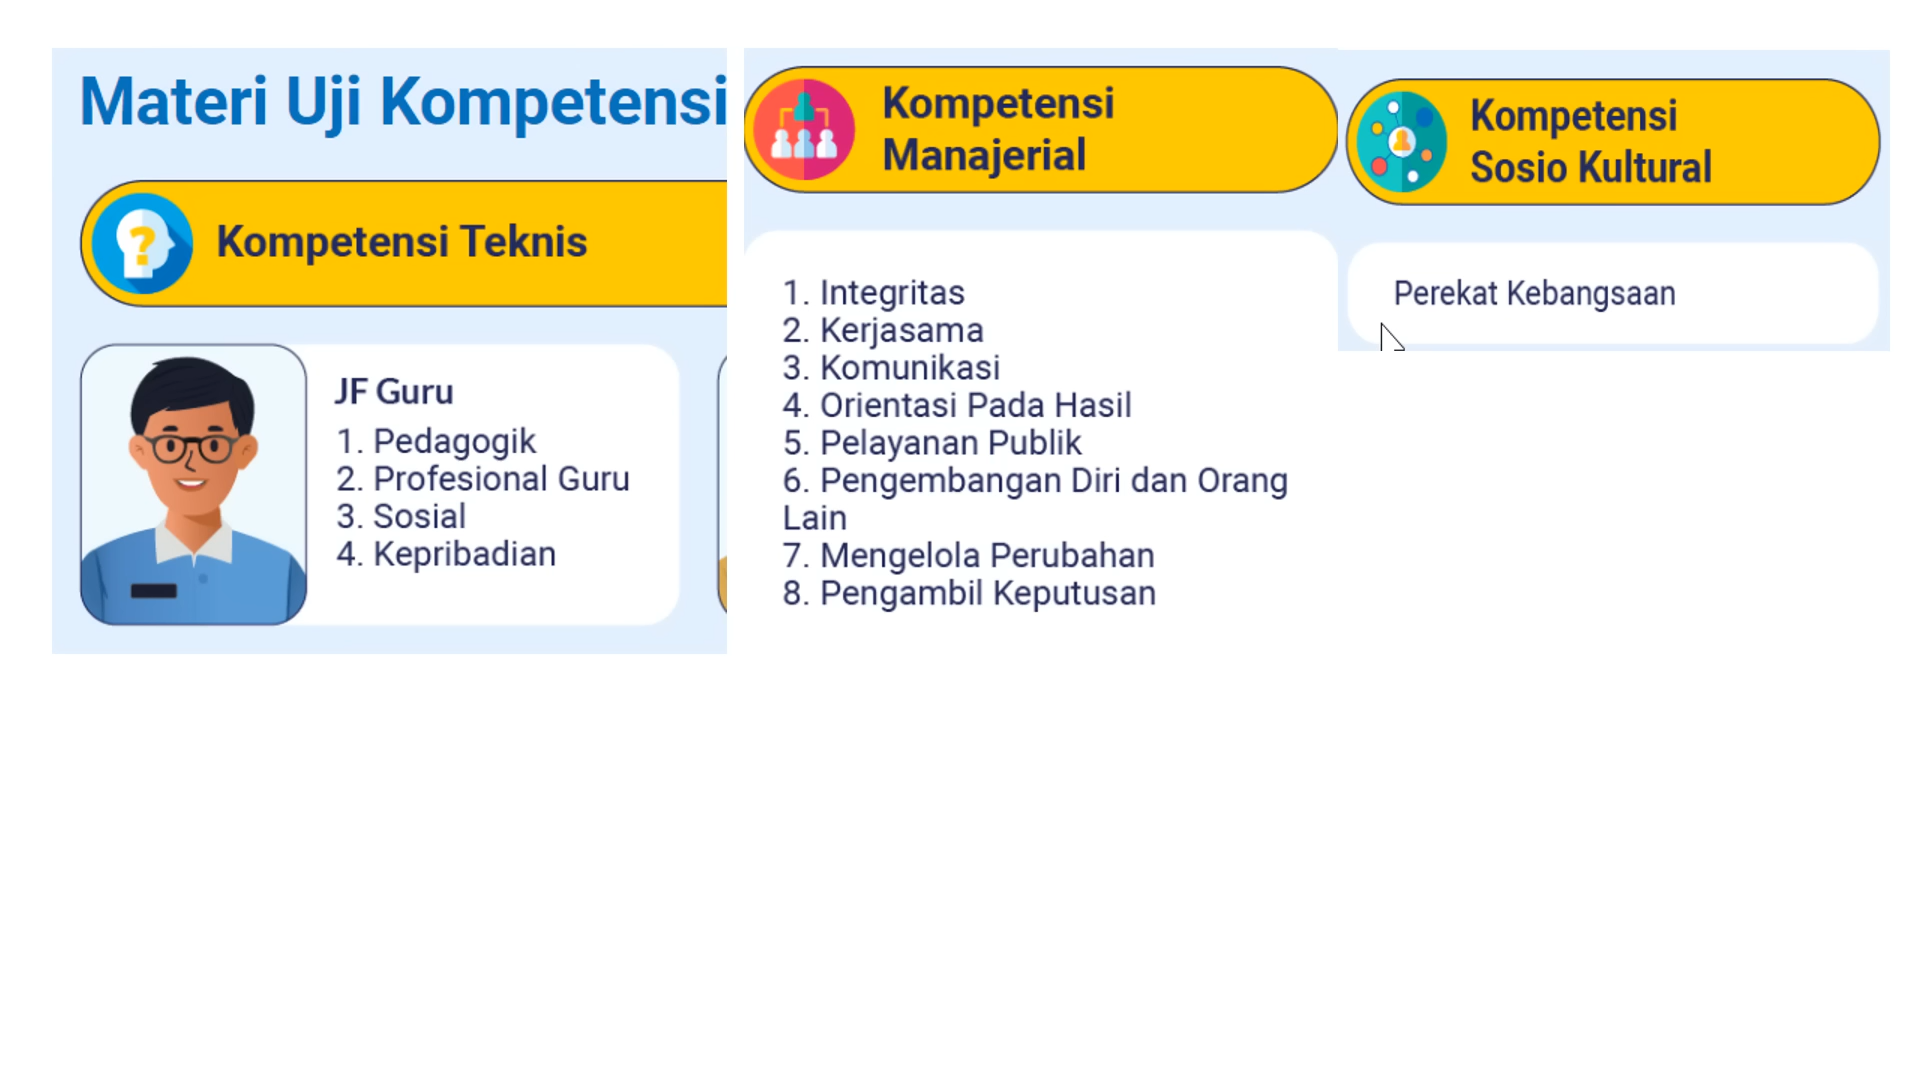 Materi Uji Kompetensi
Kompetensi Teknis
JF Guru
1. Pedagogik
2. Profesional Guru
3. Sosial
4. Kepribadian
Kompetensi
Manajerial
1. Integritas
2. Kerjasama
3. Komunikasi
4. Orientasi Pada Hasil
5. Pelayanan Publik
6. Pengembangan Diri dan Orang
Lain
7. Mengelola Perubahan
8. Pengambil Keputusan
Kompetensi
Sosio Kultural
Perekat Kebangsaan